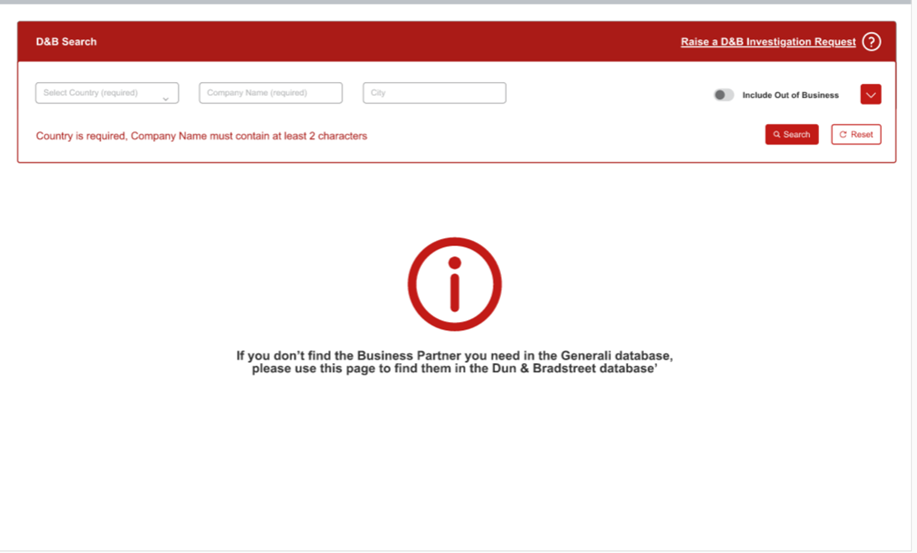 D&B Search
Raise a D&B Investigation Request ?
Select Country (required)
Company Name (required)
City
Include Out of Business
Country is required, Company Name must contain at least 2 characters
Search
Reset
If you don't find the Business Partner you need in the Generali database,
please use this page to find them in the Dun & Bradstreet database’